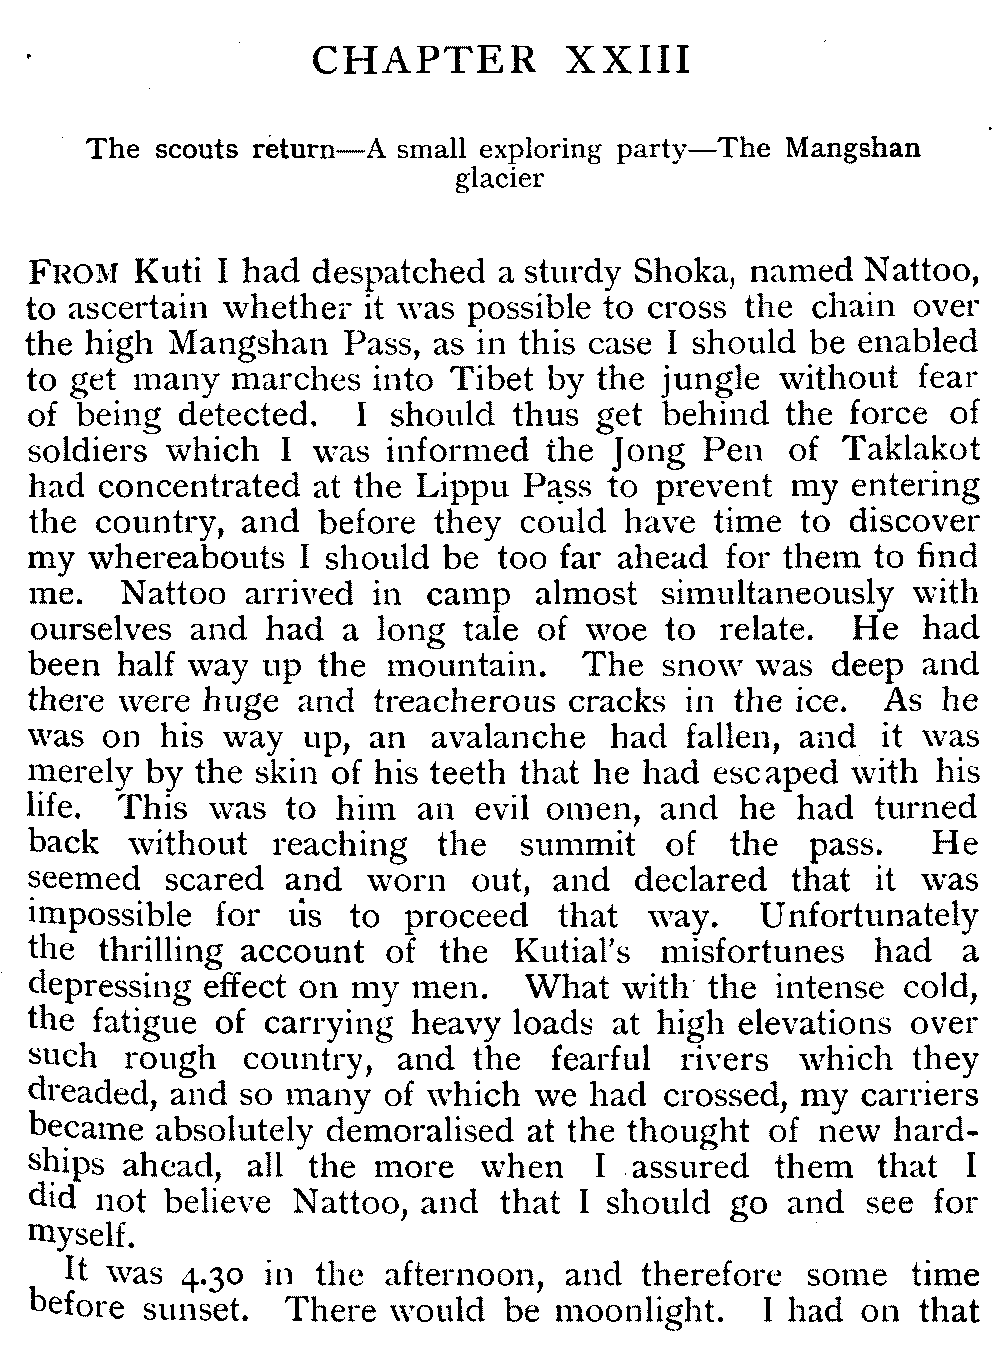 CHAPTER XXIII
The scouts return—A small exploring party—The Mangshan
glacier
FROM Kuti I had despatched a sturdy Shoka, named Nattoo,
to ascertain whether it was possible to cross the chain over
the high Mangshan Pass, as in this case I should be enabled
to get many marches into Tibet by the jungle without fear
of being detected. I should thus get behind the force of
soldiers which I was informed the Jong Pen of Taklakot
had concentrated at the Lippu Pass to prevent my entering
the country, and before they could have time to discover
my whereabouts I should be too far ahead for them to find
me. Nattoo arrived in camp almost simultaneously with
ourselves and had a long tale of woe to relate. He had
been half way up the mountain. The snow was deep and
there were huge and treacherous cracks in the ice. As he
was on his way up, an avalanche had fallen, and it was
merely by the skin of his teeth that he had escaped with his
life. This was to him an evil omen, and he had turned
back without reaching the summit of the pass. He
seemed scared and worn out, and declared that it was
impossible for us to proceed that way. Unfortunately
the thrilling account of the Kutial's misfortunes had a
depressing effect on my men. What with the intense cold,
the fatigue of carrying heavy loads at high elevations over
such rough country, and the fearful rivers which they
dreaded, and so many of which we had crossed, my carriers
became absolutely demoralised at the thought of new hard-
ships ahead, all the more when I assured them that I
did not believe Nattoo, and that I should go and see for
myself.
It was 4.30 in the afternoon, and therefore some time
before sunset. There would be moonlight. I had on that